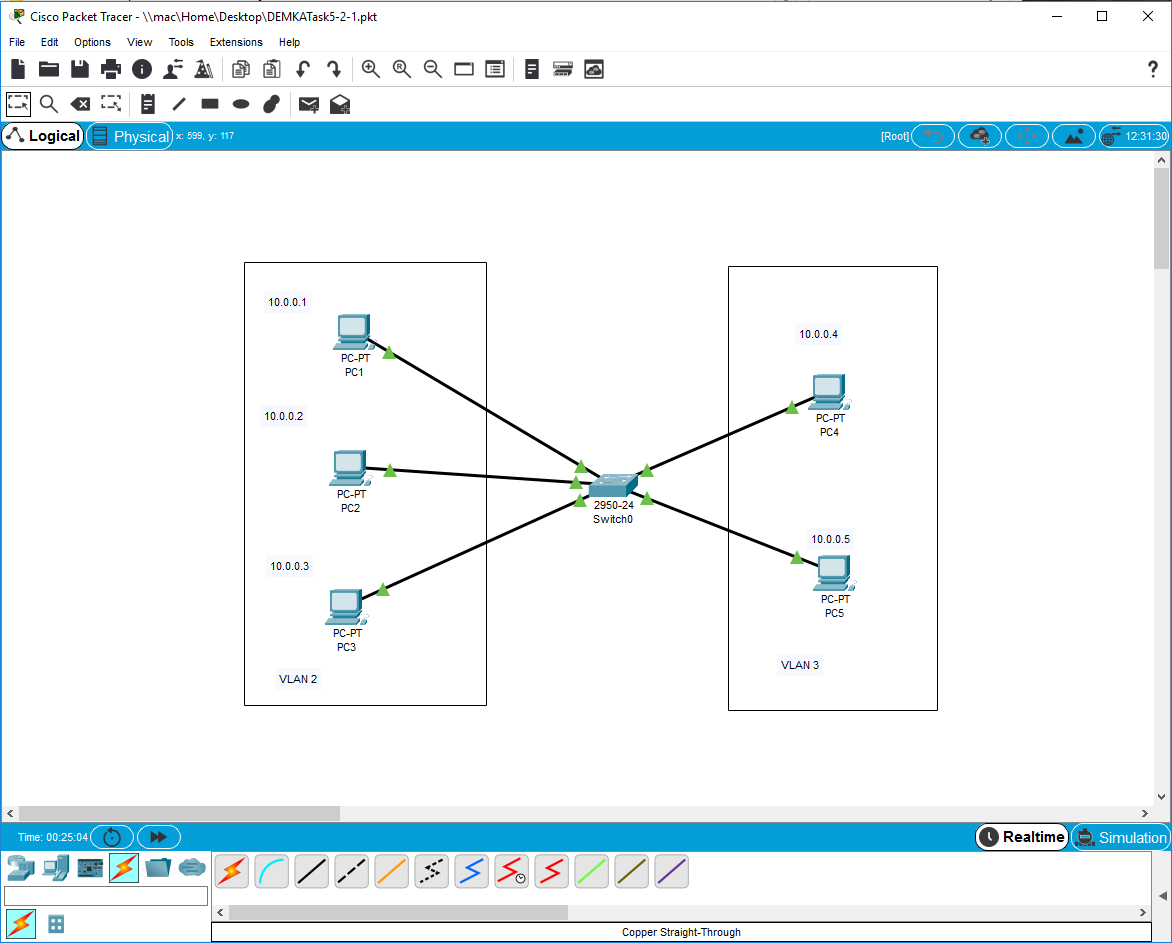 Cisco Packet Tracer - \\mac\Home\Desktop\DEMKATask5-2-1.pkt
File Edit Options View Tools Extensions Help
Logical Physical x: 599, y: 117 [Root] 12:31:30
10.0.0.1
PC-PT
PC1
10.0.0.2
PC-PT
PC2
10.0.0.3
PC-PT
PC3
VLAN 2
2950-24
Switch0
10.0.0.4
PC-PT
PC4
10.0.0.5
PC-PT
PC5
VLAN 3
Time: 00:25:04 Realtime Simulation
Copper Straight-Through